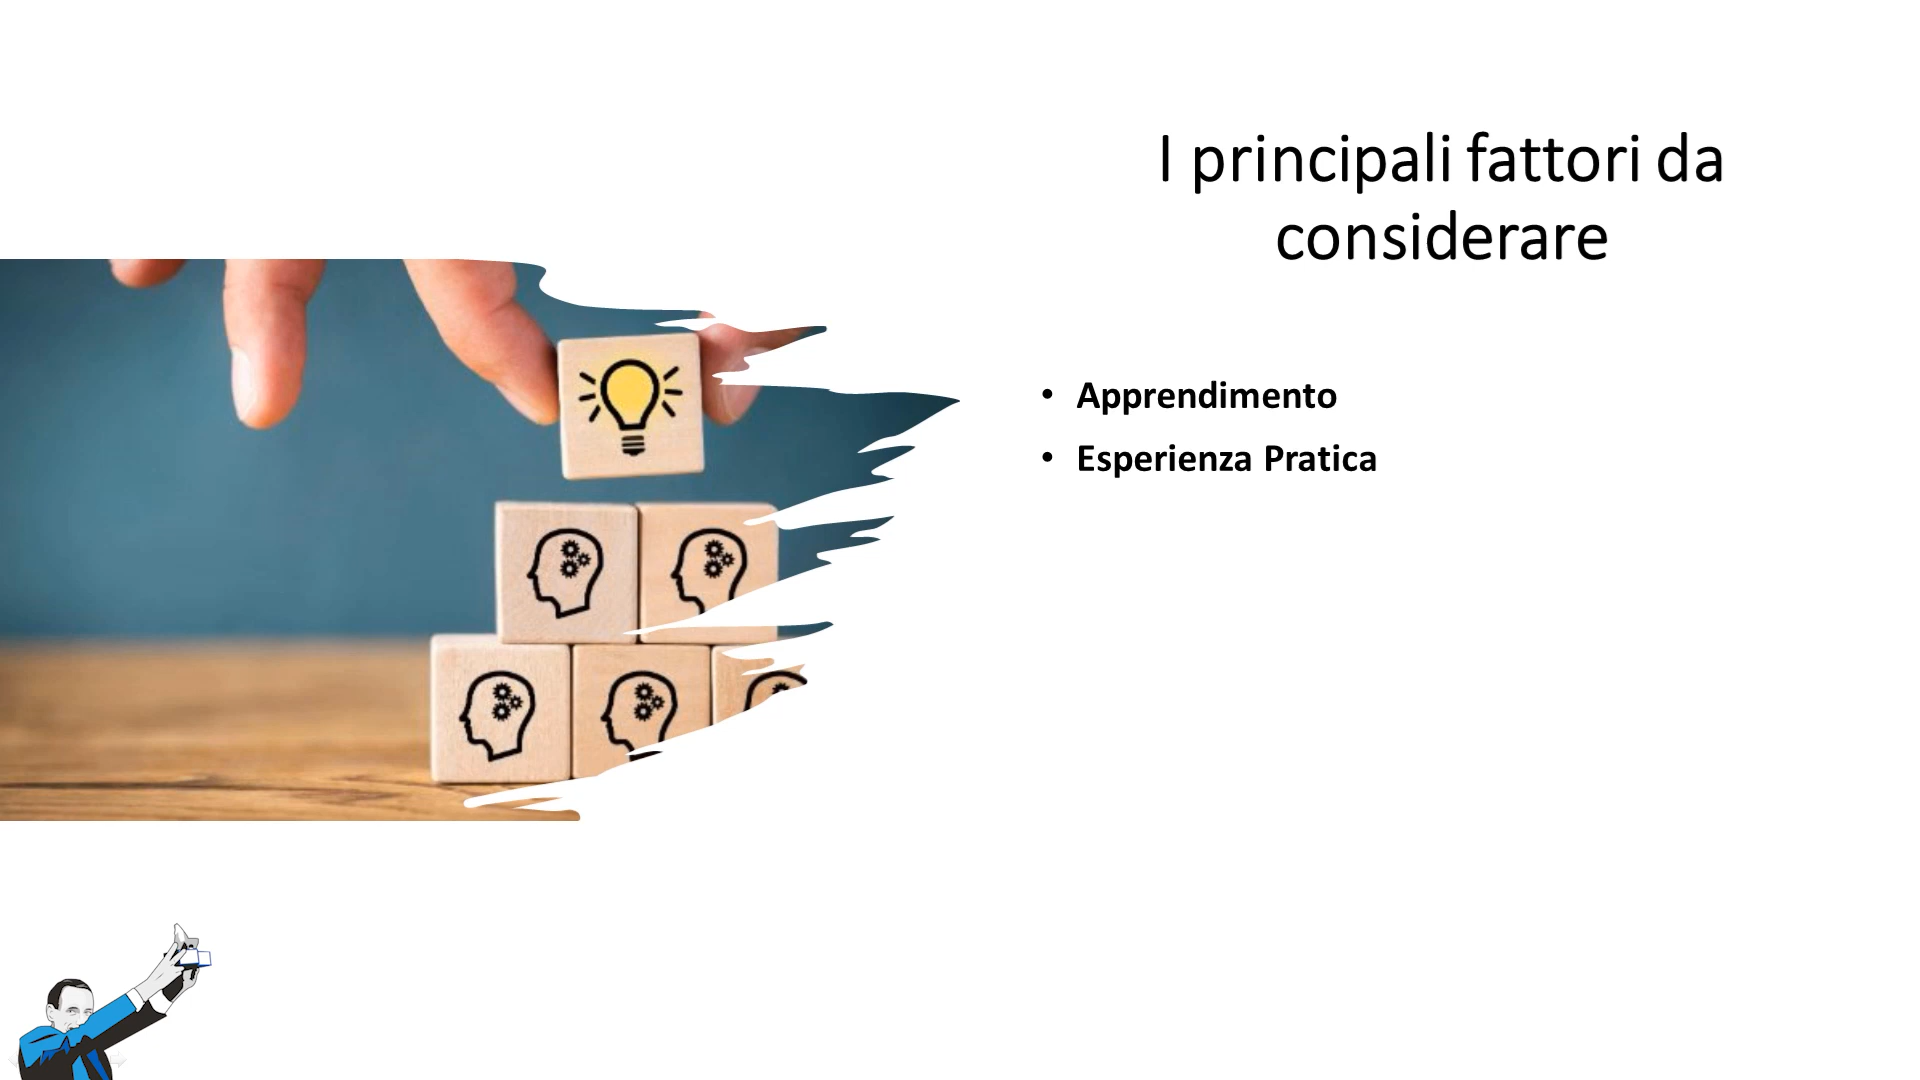 I principali fattori da
considerare
• Apprendimento
• Esperienza Pratica